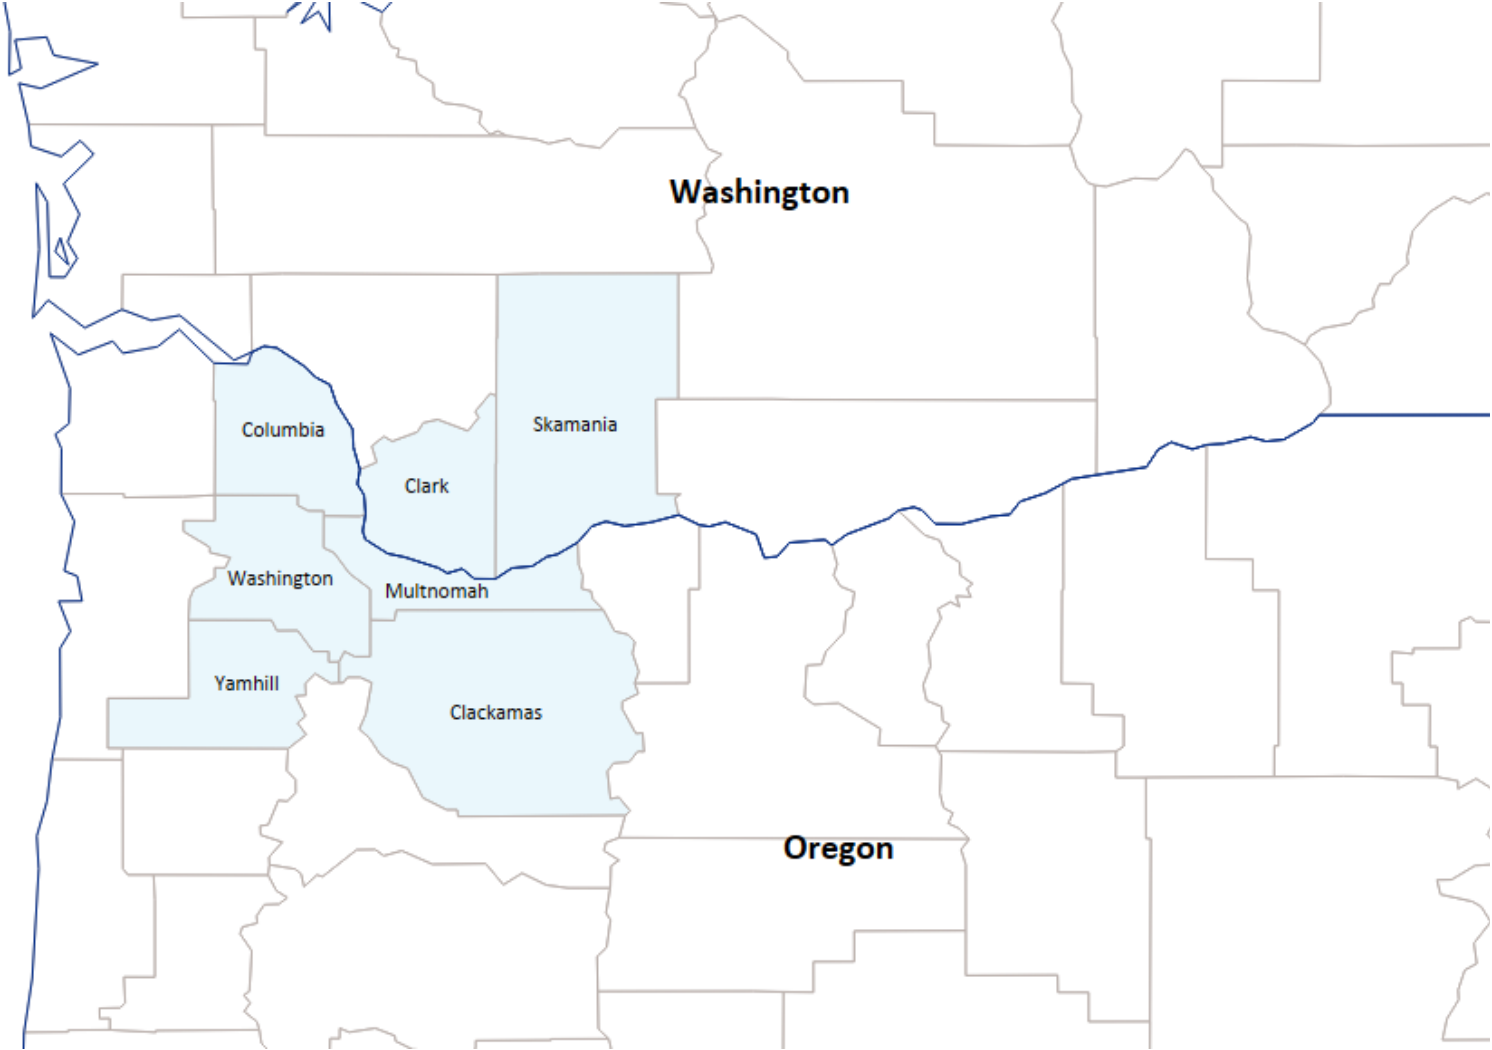 Washington
Columbia
Skamania
Clark
Washington
Multnomah
Yamhill
Clackamas
Oregon